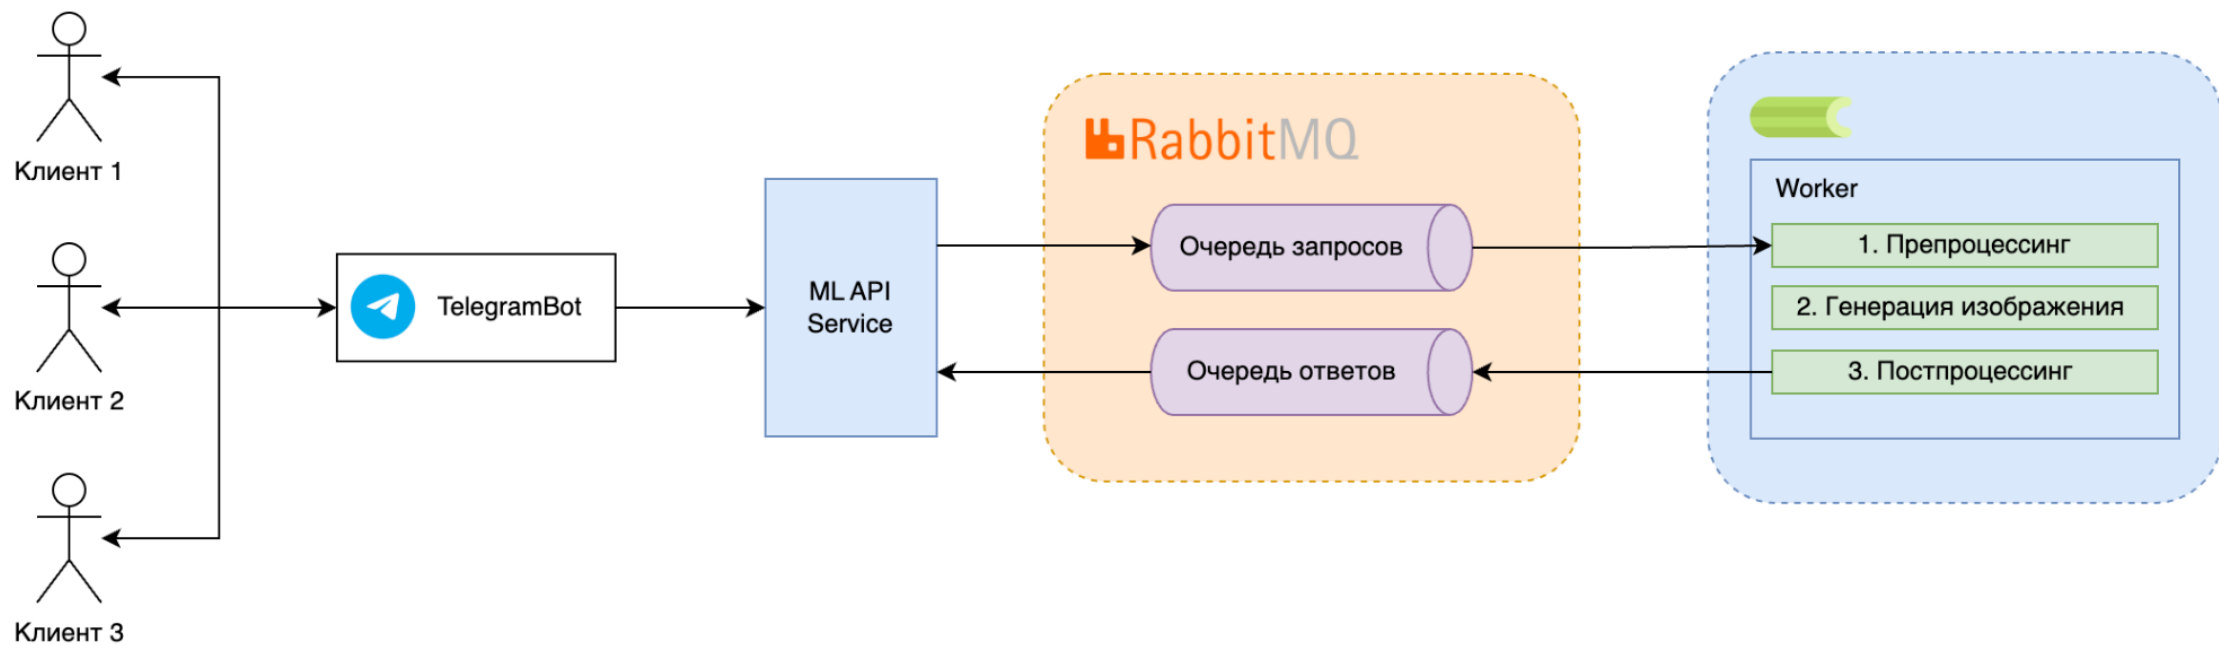 Клиент 1
Клиент 2
Клиент 3
TelegramBot
ML API
Service
RabbitMQ
Очередь запросов
Очередь ответов
Worker
1. Препроцессинг
2. Генерация изображения
3. Постпроцессинг